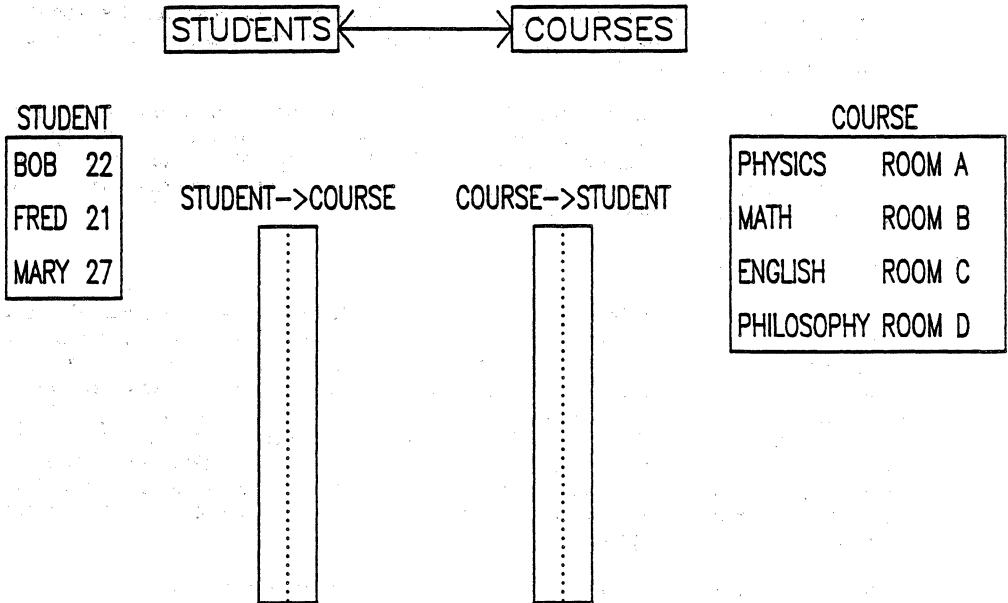 STUDENTS COURSES
STUDENT
BOB 22
FRED 21
MARY 27
STUDENT->COURSE
COURSE->STUDENT
COURSE
PHYSICS ROOM A
MATH ROOM B
ENGLISH ROOM C
PHILOSOPHY ROOM D